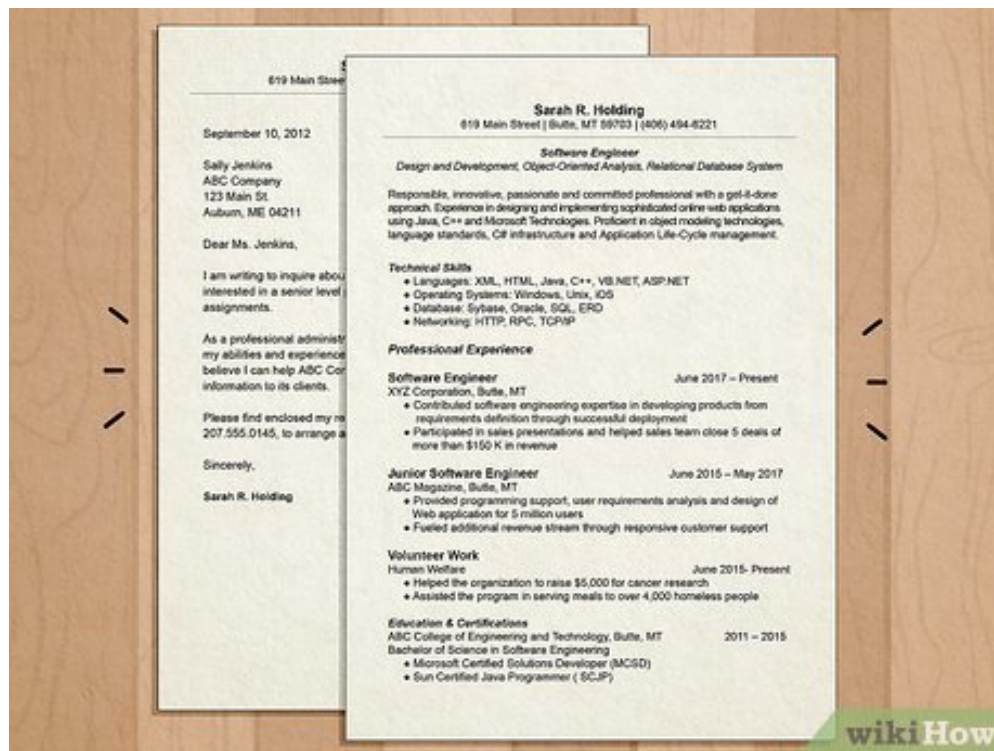 619 Main Stree
September 10, 2012
Sally Jenkins
ABC Company
123 Main St.
Auburn, ME 04211
Dear Ms. Jenkins,
I am writing to inquire abou
interested in a senior level
assignments.
As a professional administr
my abilities and experience
believe I can help ABC Cor
information to its clients.
Please find enclosed my re
207.555.0145, to arrange a
Sincerely,
Sarah R. Holding
Sarah R. Holding
619 Main Street | Butte, MT 59703 | (406) 494-6221
Software Engineer
Design and Development, Object-Oriented Analysis, Relational Database System
Responsible, innovative, passionate and committed professional with a get-it-done
approach. Experience in designing and implementing sophisticated online web applications
using Java, C++ and Microsoft Technologies. Proficient in object modeling technologies,
language standards, C# infrastructure and Application Life-Cycle management.
Technical Skills
• Languages: XML, HTML, Java, C++, VB.NET, ASP.NET
• Operating Systems: Windows, Unix, iOS
• Database: Sybase, Oracle, SQL, ERD
• Networking: HTTP, RPC, TCP/IP
Professional Experience
Software Engineer June 2017 – Present
XYZ Corporation, Butte, MT
• Contributed software engineering expertise in developing products from
requirements definition through successful deployment
• Participated in sales presentations and helped sales team close 5 deals of
more than $150 K in revenue
Junior Software Engineer June 2015 – May 2017
ABC Magazine, Butte, MT
• Provided programming support, user requirements analysis and design of
Web application for 5 million users
• Fueled additional revenue stream through responsive customer support
Volunteer Work
Human Welfare June 2015- Present
• Helped the organization to raise $5,000 for cancer research
• Assisted the program in serving meals to over 4,000 homeless people
Education & Certifications
ABC College of Engineering and Technology, Butte, MT 2011 – 2015
Bachelor of Science in Software Engineering
• Microsoft Certified Solutions Developer (MCSD)
• Sun Certified Java Programmer ( SCJP)
wikiHow